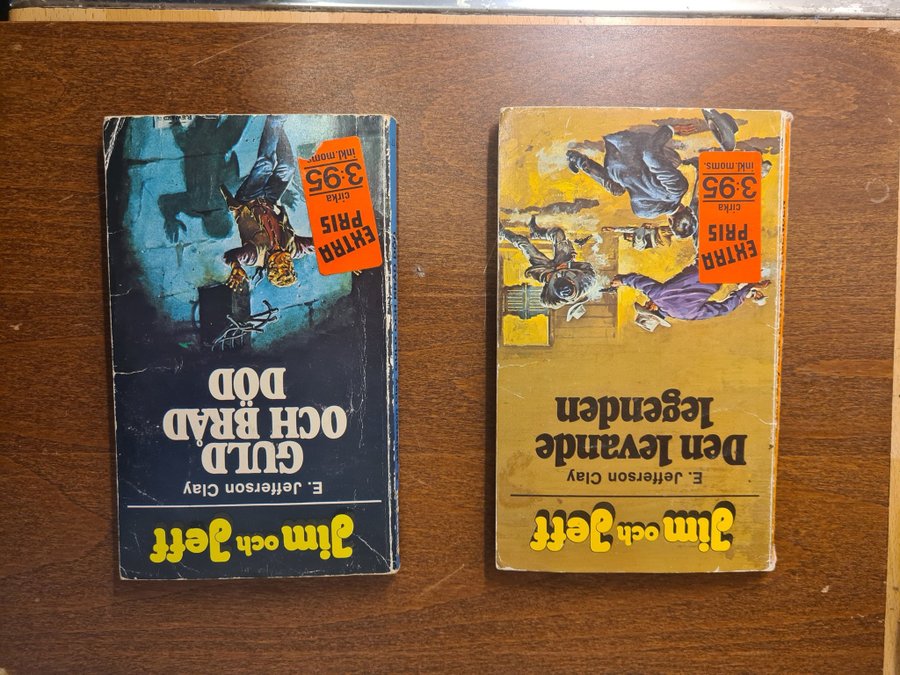 Jim och Jeff
E. Jefferson Clay
Den levande
legenden
EXTRA
PRIS
cirka
3:95
inkl.moms.
Jim och Jeff
E. Jefferson Clay
GULD
OCH BRÅD
DÖD
EXTRA
PRIS
cirka
3:95
inkl.moms.